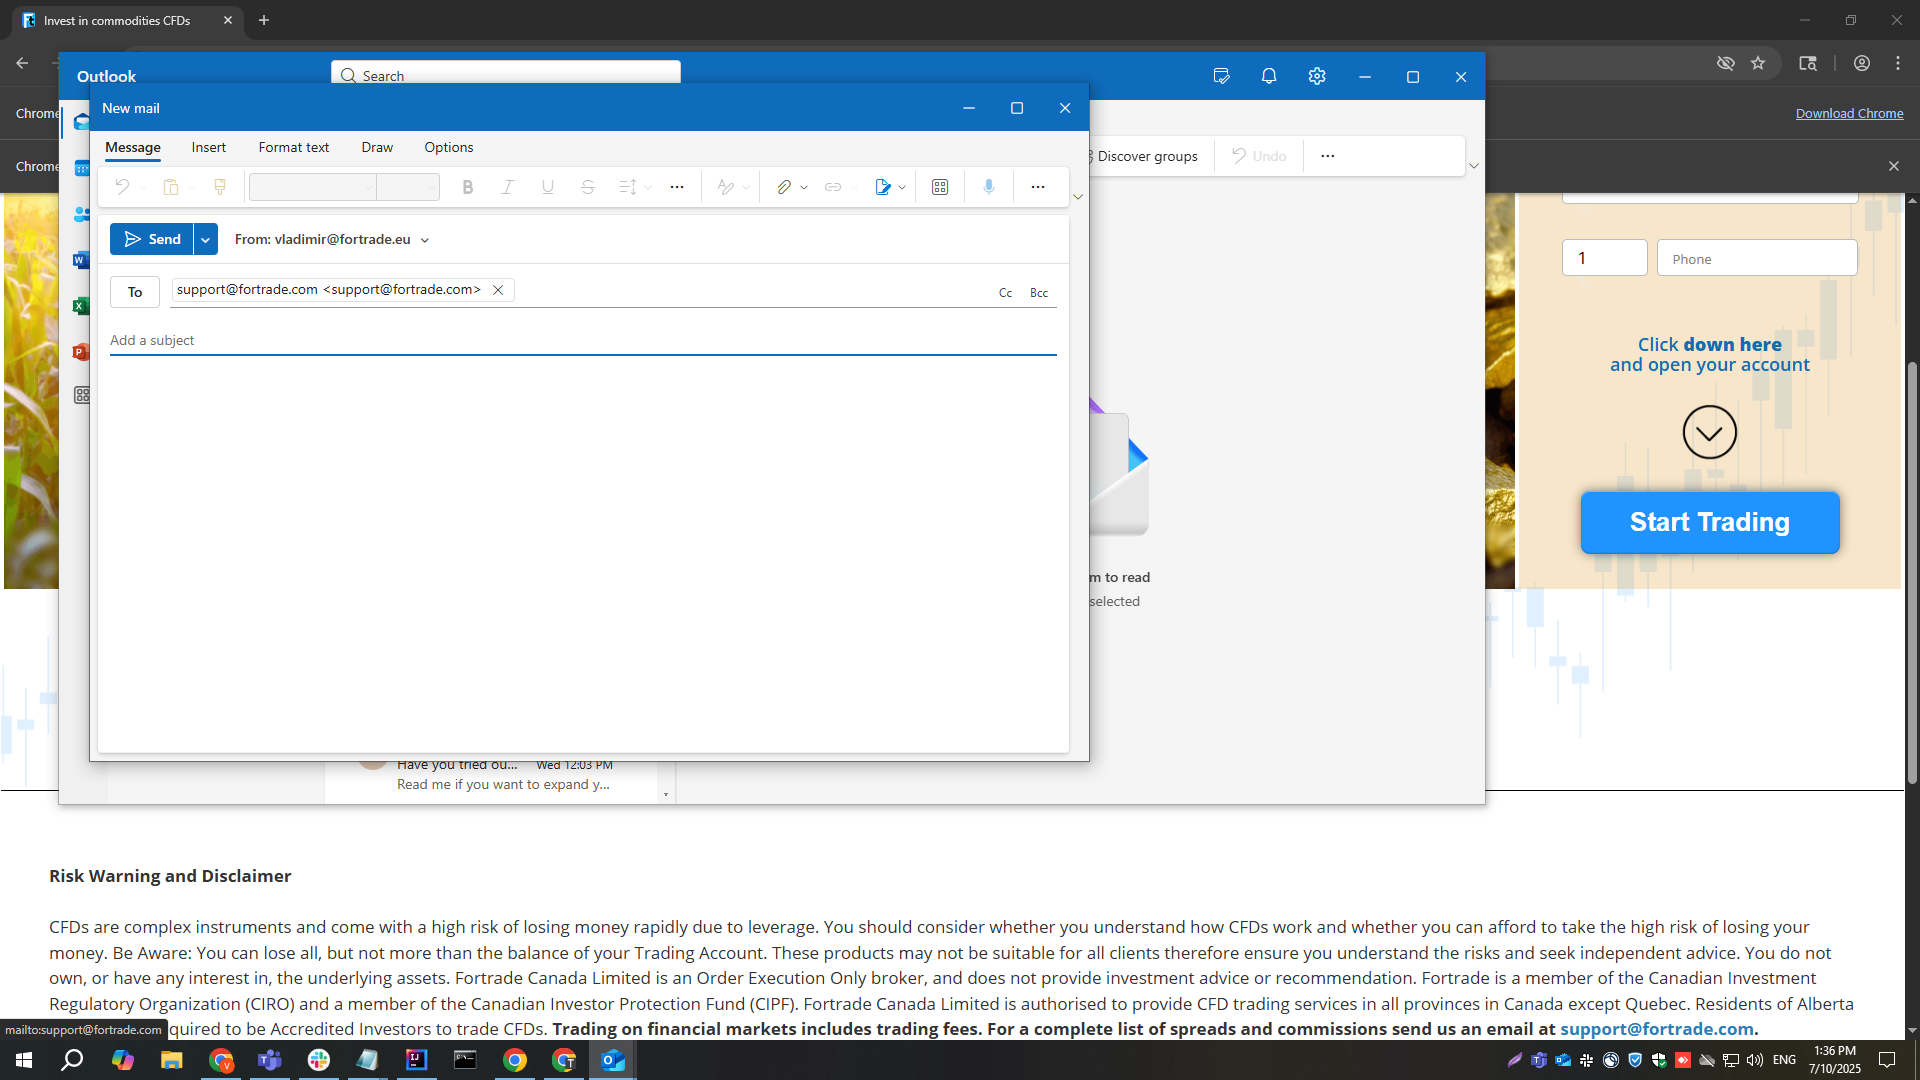 Invest in commodities CFDs
Chrome
Download Chrome
Chrome
Outlook
Search
Discover groups
Undo
New mail
Message
Insert
Format text
Draw
Options
Send
From: vladimir@fortrade.eu
To
support@fortrade.com <support@fortrade.com>
Cc
Bcc
Add a subject
m to read
selected
Have you tried ou...
Wed 12:03 PM
Read me if you want to expand y...
1
Phone
Click down here
and open your account
Start Trading
Risk Warning and Disclaimer
CFDs are complex instruments and come with a high risk of losing money rapidly due to leverage. You should consider whether you understand how CFDs work and whether you can afford to take the high risk of losing your
money. Be Aware: You can lose all, but not more than the balance of your Trading Account. These products may not be suitable for all clients therefore ensure you understand the risks and seek independent advice. You do not
own, or have any interest in, the underlying assets. Fortrade Canada Limited is an Order Execution Only broker, and does not provide investment advice or recommendation. Fortrade is a member of the Canadian Investment
Regulatory Organization (CIRO) and a member of the Canadian Investor Protection Fund (CIPF). Fortrade Canada Limited is authorised to provide CFD trading services in all provinces in Canada except Quebec. Residents of Alberta
quired to be Accredited Investors to trade CFDs. Trading on financial markets includes trading fees. For a complete list of spreads and commissions send us an email at support@fortrade.com.
mailto:support@fortrade.com
ENG
1:36 PM
7/10/2025